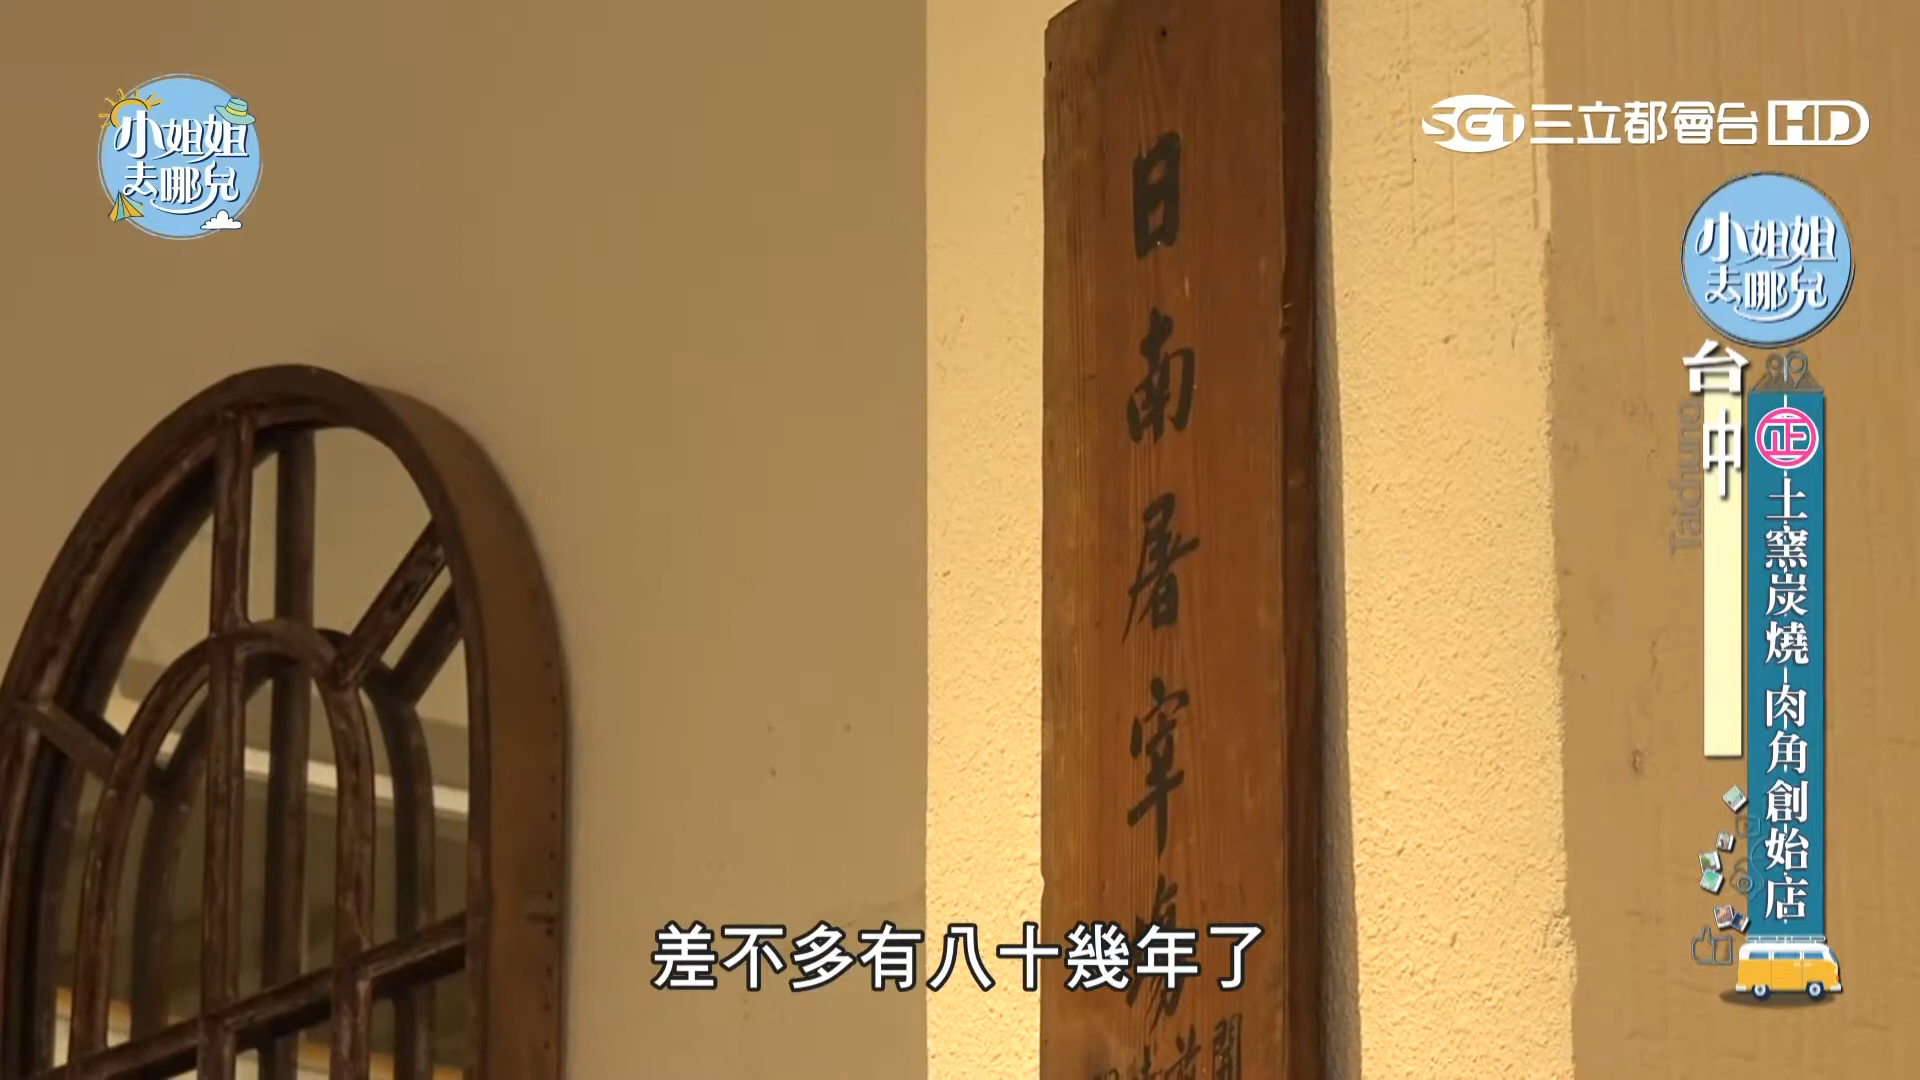 小姐姐
去哪兒
SET三立都會台HD
小姐姐
去哪兒
台中
Taichung
正
土窯炭燒
肉角創始店
日南屠宰場
差不多有八十幾年了